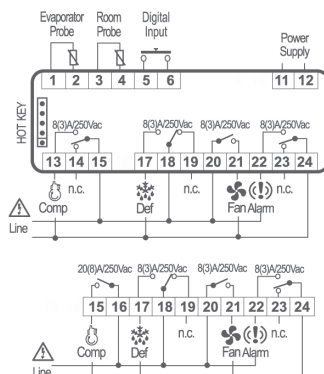 Evaporator Room Digital
Probe Probe Input
Power
Supply
1 2 3 4 5 6 11 12
HOT KEY
8(3)A/250Vac 8(3)A/250Vac 8(3)A/250Vac 8(3)A/250Vac
13 14 15 17 18 19 20 21 22 23 24
n.c. n.c. n.c.
Comp Def Fan Alarm
Line
20(8)A/250Vac 8(3)A/250Vac 8(3)A/250Vac 8(3)A/250Vac
15 16 17 18 19 20 21 22 23 24
n.c. n.c.
Comp Def Fan Alarm
Line